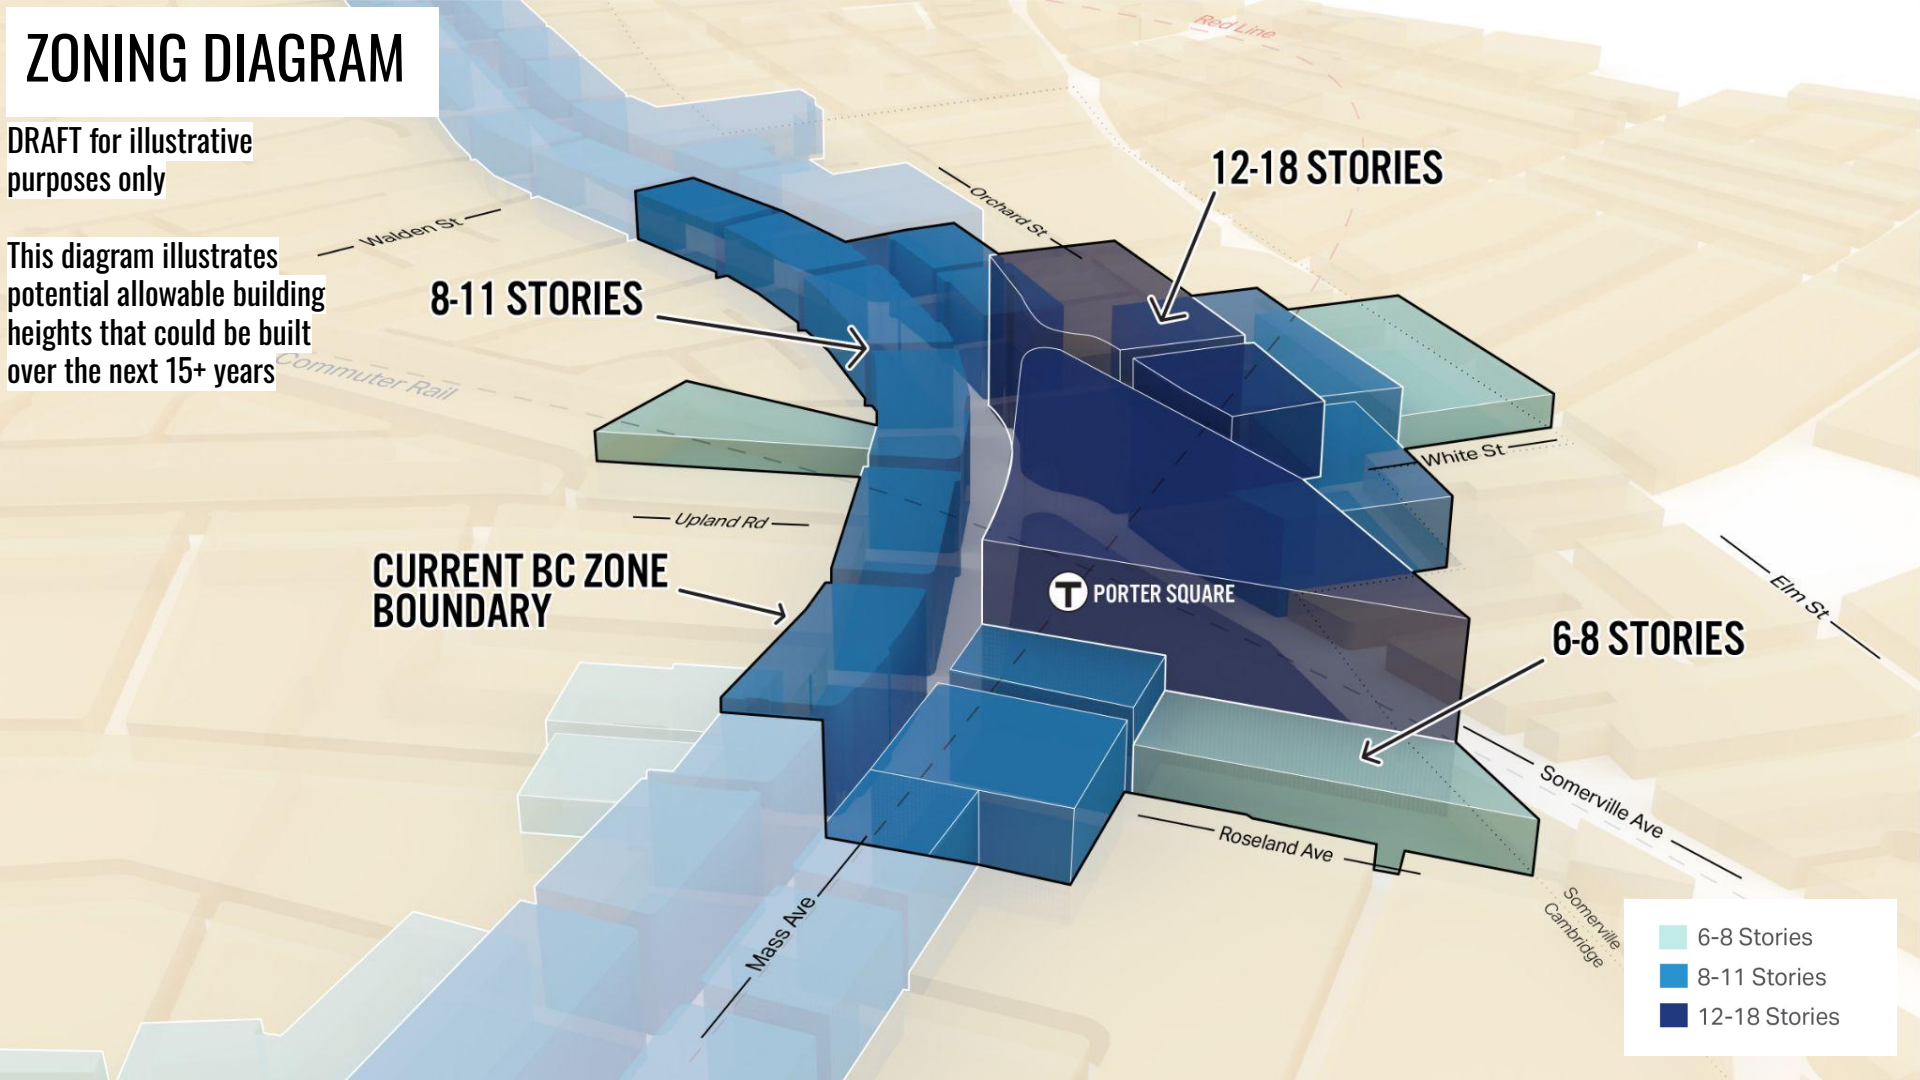 ZONING DIAGRAM
DRAFT for illustrative
purposes only
This diagram illustrates
potential allowable building
heights that could be built
over the next 15+ years
Red Line
12-18 STORIES
Orchard St
Walden St
8-11 STORIES
Commuter Rail
White St
Upland Rd
CURRENT BC ZONE
BOUNDARY
T PORTER SQUARE
Elm St
6-8 STORIES
Somerville Ave
Roseland Ave
Mass Ave
Somerville
Cambridge
6-8 Stories
8-11 Stories
12-18 Stories